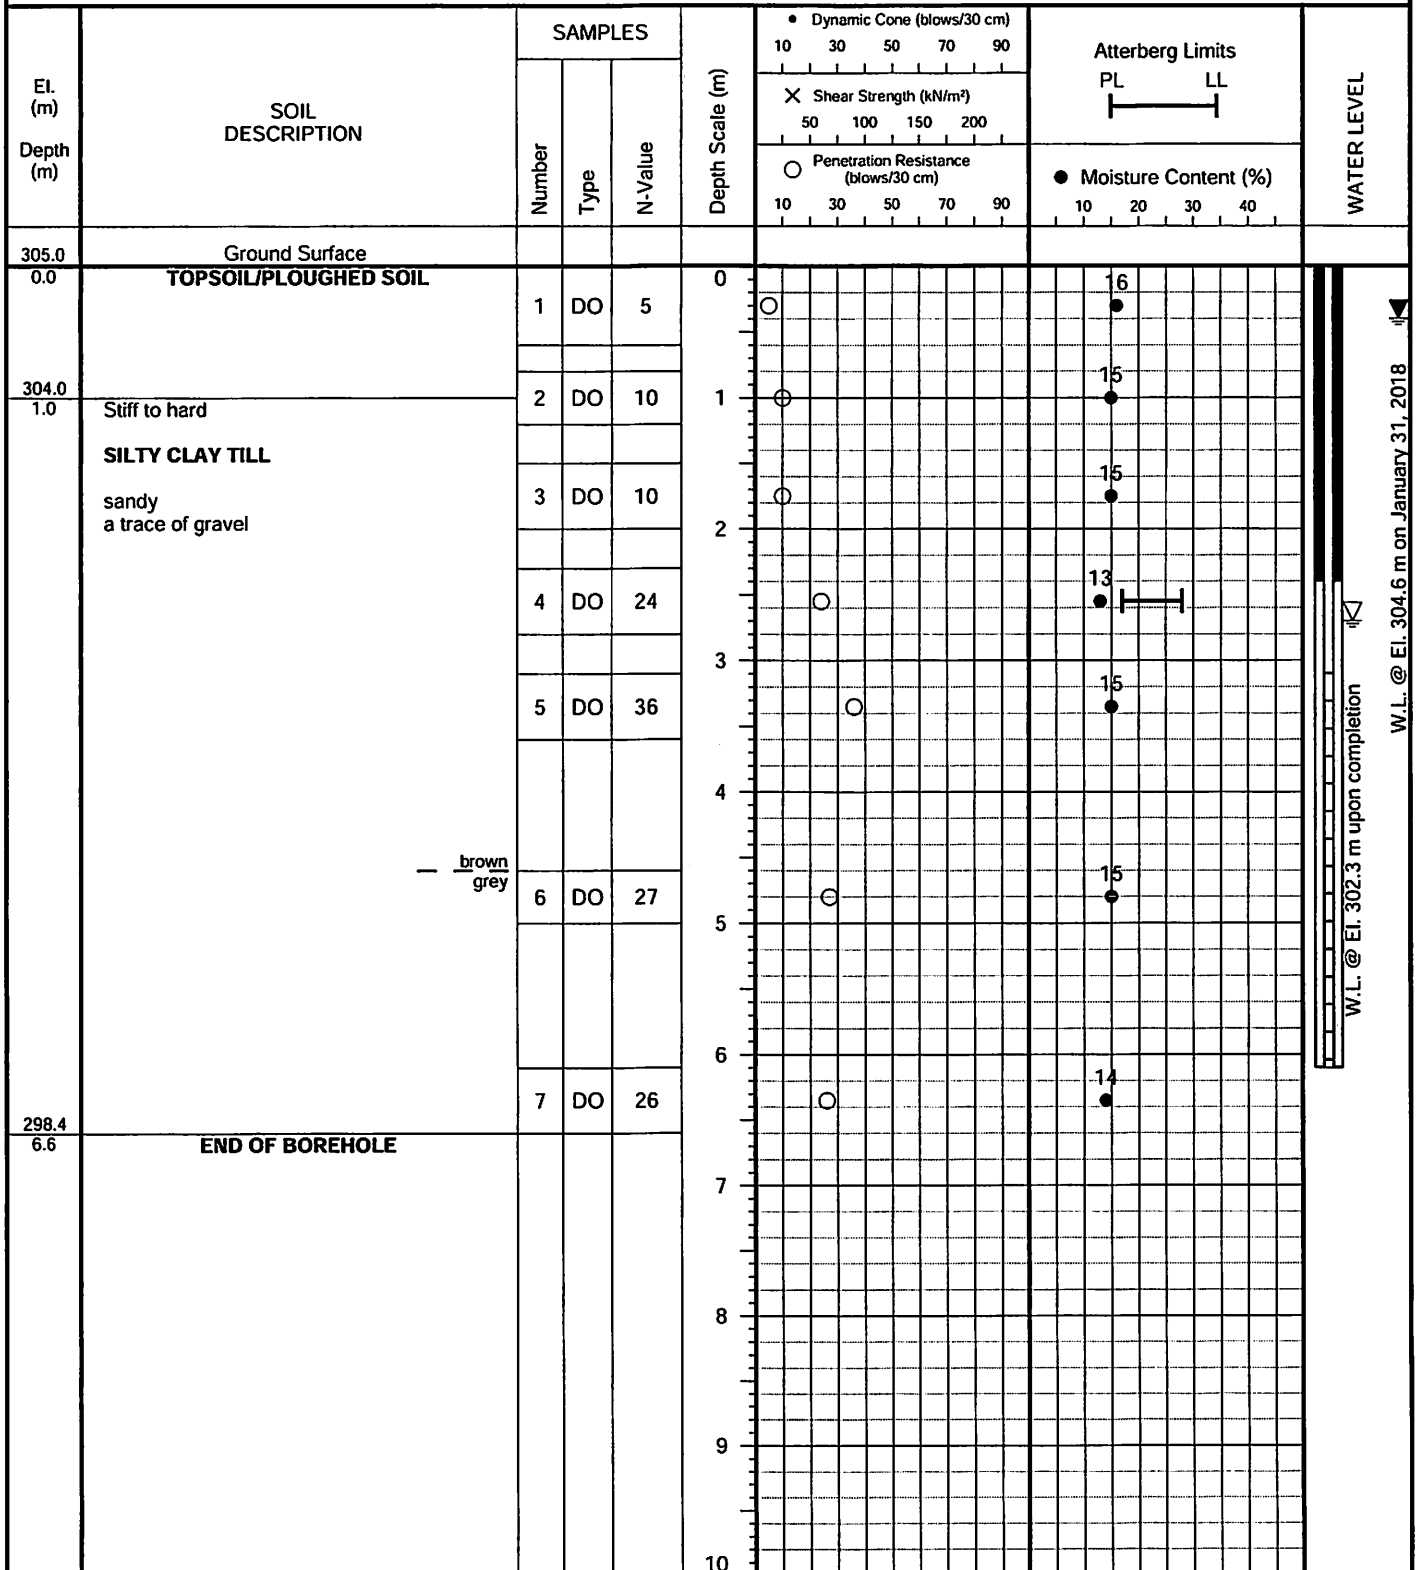 El.
(m)
Depth
(m)
SOIL
DESCRIPTION
SAMPLES
Number
Type
N-Value
Depth Scale (m)
• Dynamic Cone (blows/30 cm)
10 30 50 70 90
X Shear Strength (kN/m²)
50 100 150 200
O Penetration Resistance
(blows/30 cm)
10 30 50 70 90
Atterberg Limits
PL LL
● Moisture Content (%)
10 20 30 40
WATER LEVEL
305.0 Ground Surface
0.0 TOPSOIL/PLOUGHED SOIL
0
1 DO 5
16
304.0
1.0 Stiff to hard
2 DO 10
1
15
SILTY CLAY TILL
sandy
a trace of gravel
3 DO 10
15
2
4 DO 24
13
3
5 DO 36
15
4
brown
grey
6 DO 27
15
5
6
7 DO 26
14
298.4
6.6 END OF BOREHOLE
7
8
9
10
W.L. @ El. 302.3 m upon completion
W.L. @ El. 304.6 m on January 31, 2018